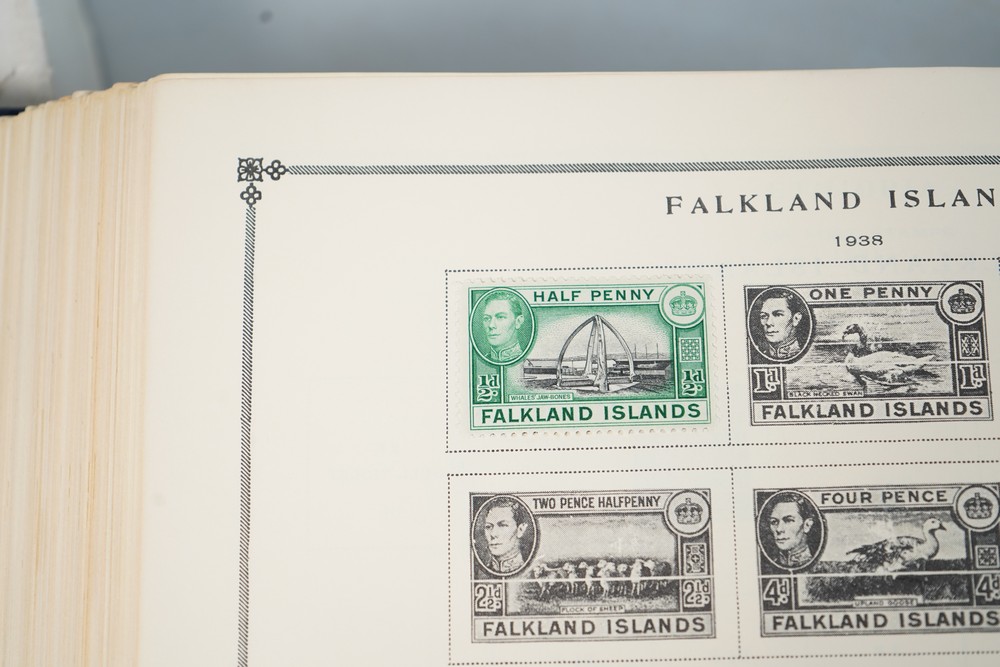 FALKLAND ISLAN
1938
HALF PENNY
½d ½d
WHALES' JAW-BONES
FALKLAND ISLANDS
ONE PENNY
1d 1d
BLACK NECKED SWAN
FALKLAND ISLANDS
TWO PENCE HALFPENNY
2½d 2½d
FLOCK OF SHEEP
FALKLAND ISLANDS
FOUR PENCE
4d 4d
UPLAND GOOSE
FALKLAND ISLANDS